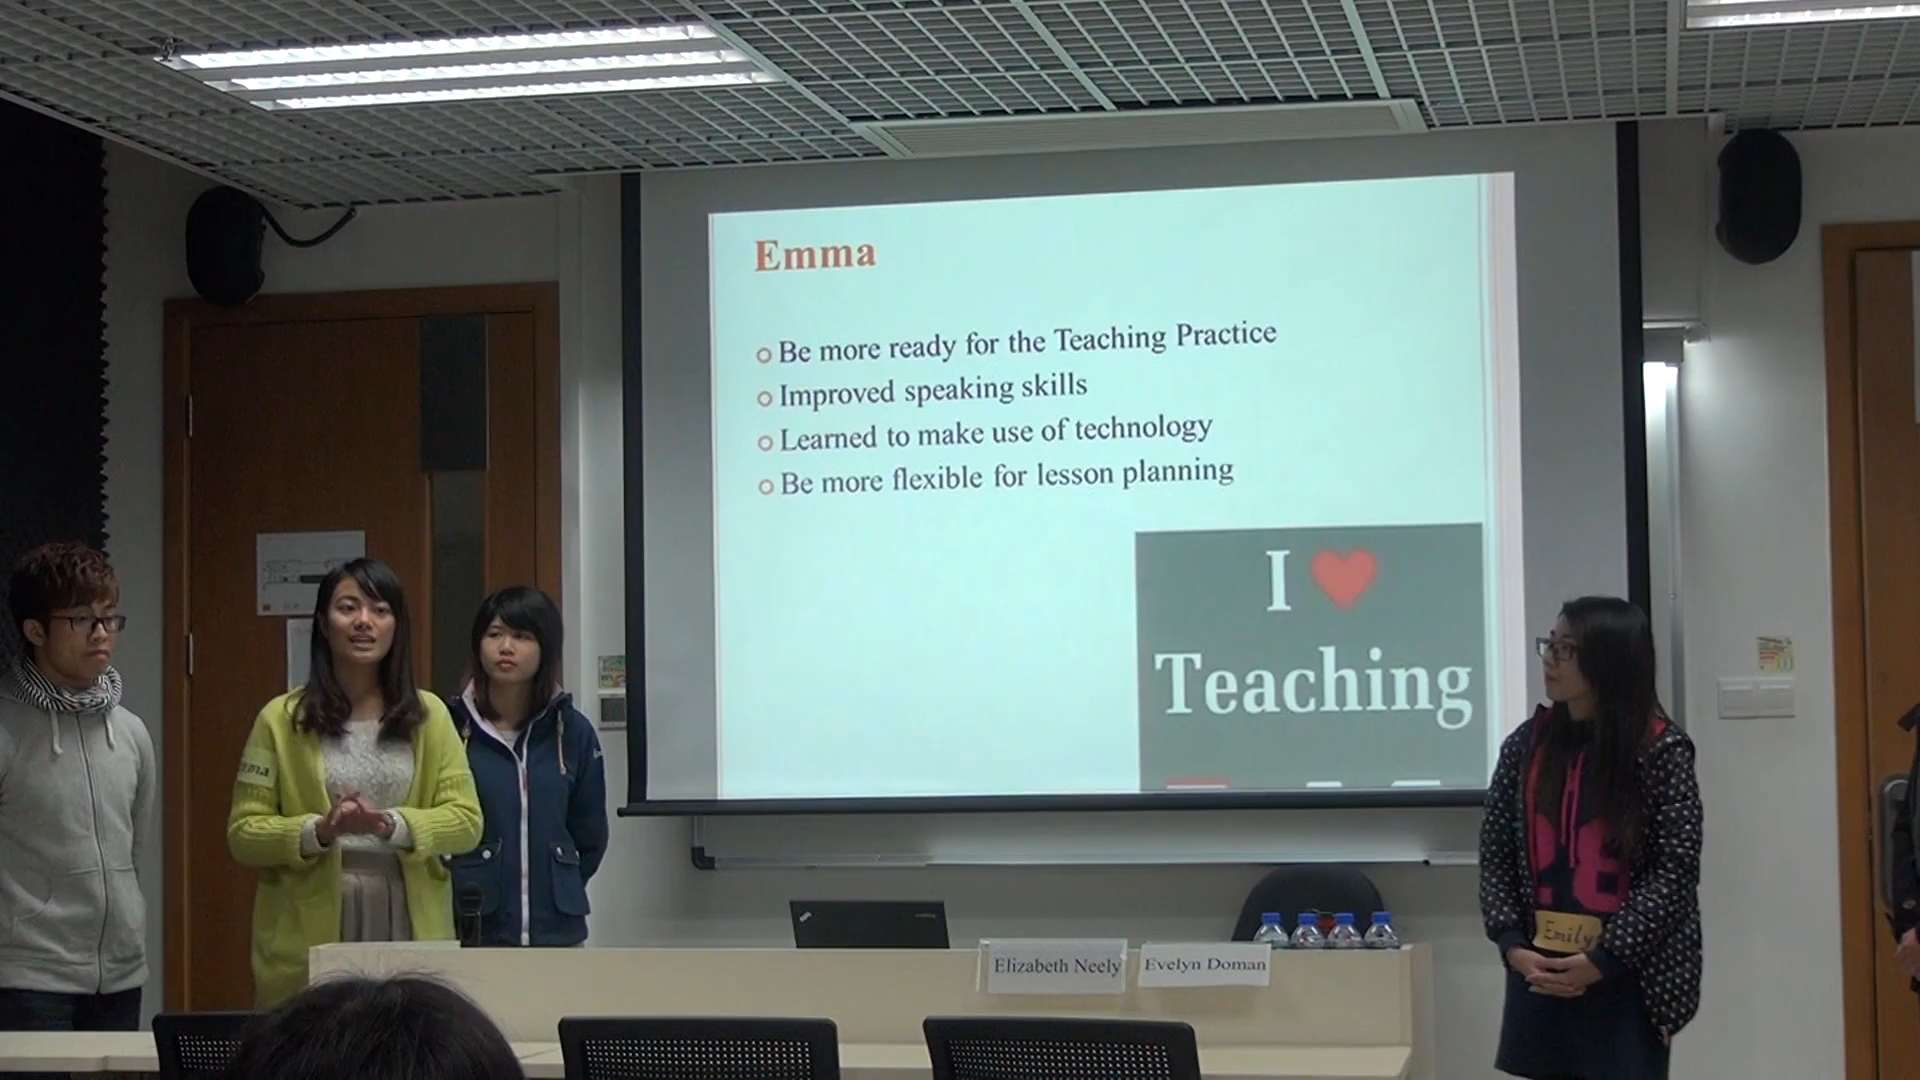 Emma
Be more ready for the Teaching Practice
Improved speaking skills
Learned to make use of technology
Be more flexible for lesson planning
I ❤
Teaching
Emily
Elizabeth Neely
Evelyn Doman